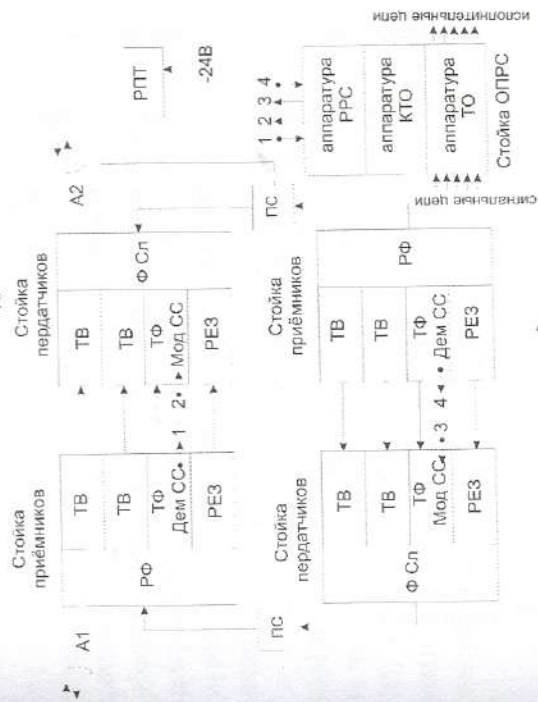 А1
ПС
Стойка
приёмников
РФ
ТВ
ТВ
ТФ
Дем СС
РЕЗ
1
2
Стойка
пердатчиков
ТВ
ТВ
ТФ
Мод СС
РЕЗ
Ф Сл
А2
ПС
РПТ
-24В
Стойка
пердатчиков
Ф Сл
ТВ
ТВ
ТФ
Мод СС
РЕЗ
3
4
Стойка
приёмников
ТВ
ТВ
ТФ
Дем СС
РЕЗ
РФ
1 2 3 4
аппаратура
РРС
аппаратура
КТО
аппаратура
ТО
Стойка ОПРС
сигнальные цепи
исполнительные цепи